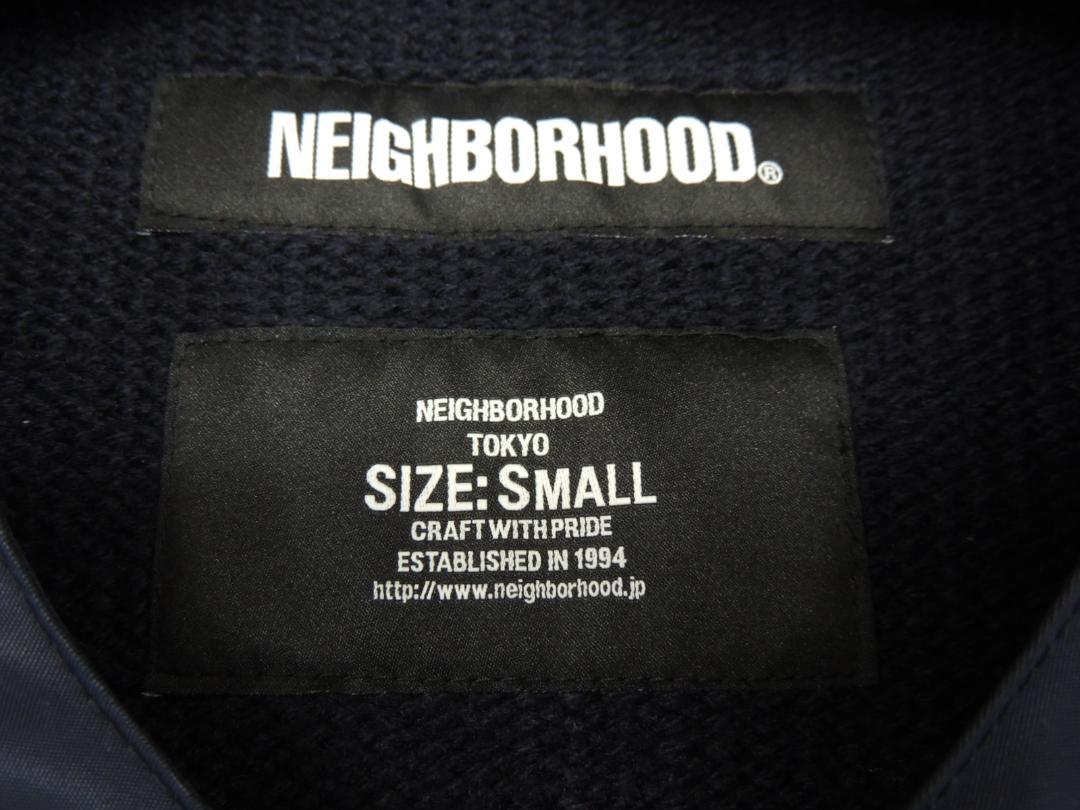 NEIGHBORHOOD®
NEIGHBORHOOD
TOKYO
SIZE: SMALL
CRAFT WITH PRIDE
ESTABLISHED IN 1994
http://www.neighborhood.jp